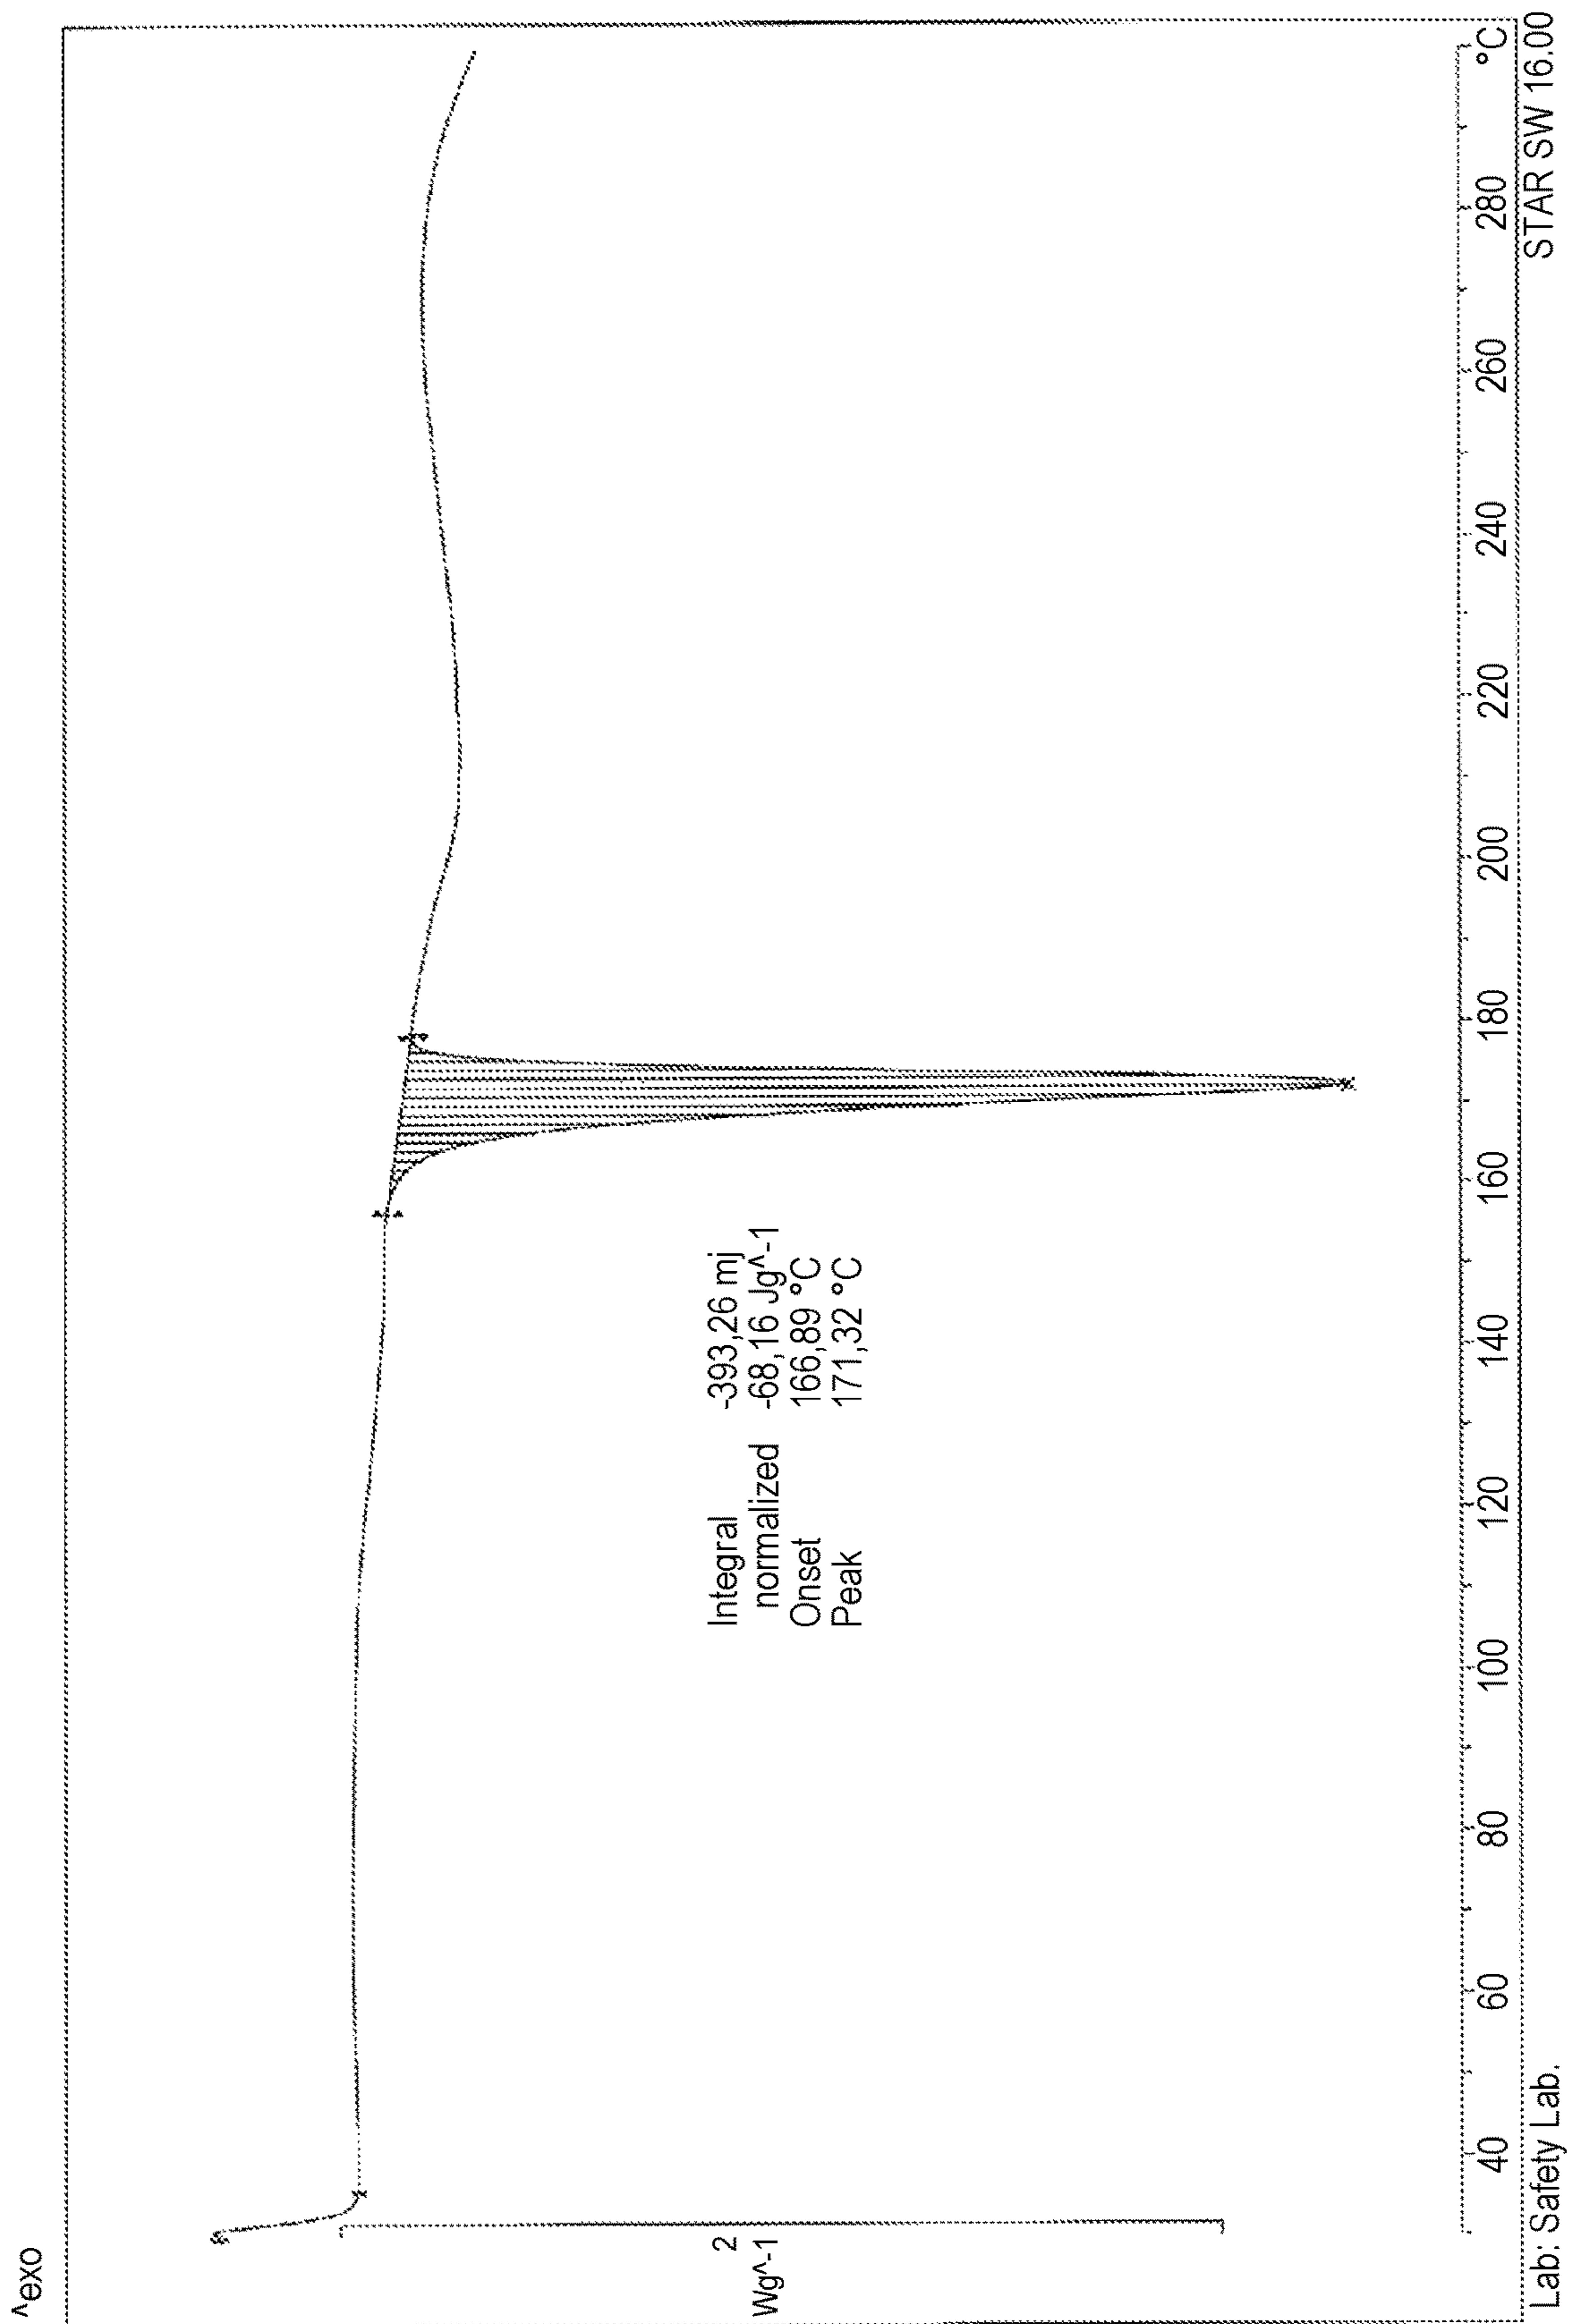 ^exo
Integral -393,26 mj
normalized -68,16 Jg^-1
Onset 166,89 °C
Peak 171,32 °C
2
Wg^-1
40 60 80 100 120 140 160 180 200 220 240 260 280 °C
Lab: Safety Lab. STAR SW 16.00